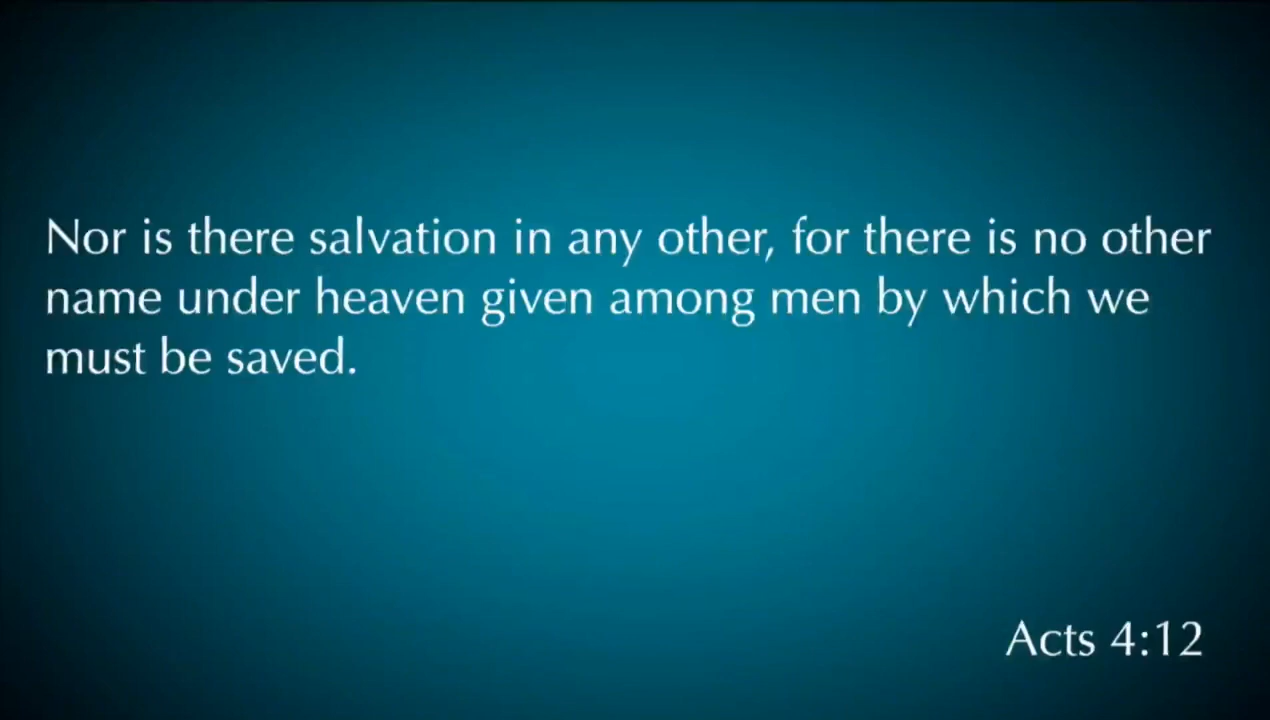 Nor is there salvation in any other, for there is no other
name under heaven given among men by which we
must be saved.
Acts 4:12